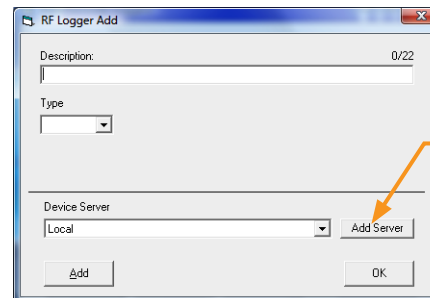 RF Logger Add
Description: 0/22
Type
Device Server
Local Add Server
Add OK